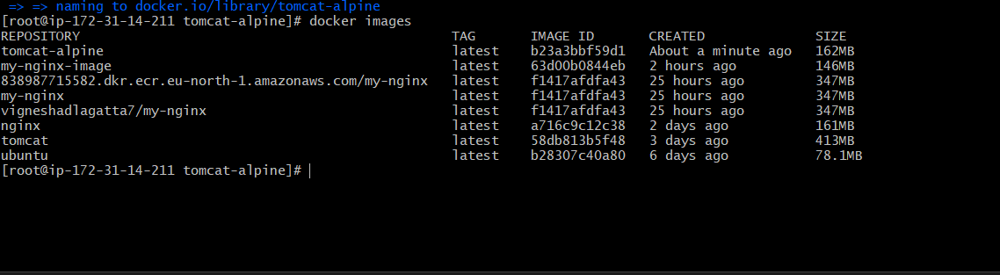 => => naming to docker.io/library/tomcat-alpine
[root@ip-172-31-14-211 tomcat-alpine]# docker images
REPOSITORY TAG IMAGE ID CREATED SIZE
tomcat-alpine latest b23a3bbf59d1 About a minute ago 162MB
my-nginx-image latest 63d00b0844eb 2 hours ago 146MB
838987715582.dkr.ecr.eu-north-1.amazonaws.com/my-nginx latest f1417afdfa43 25 hours ago 347MB
my-nginx latest f1417afdfa43 25 hours ago 347MB
vigneshadlagatta7/my-nginx latest f1417afdfa43 25 hours ago 347MB
nginx latest a716c9c12c38 2 days ago 161MB
tomcat latest 58db813b5f48 3 days ago 413MB
ubuntu latest b28307c40a80 6 days ago 78.1MB
[root@ip-172-31-14-211 tomcat-alpine]#